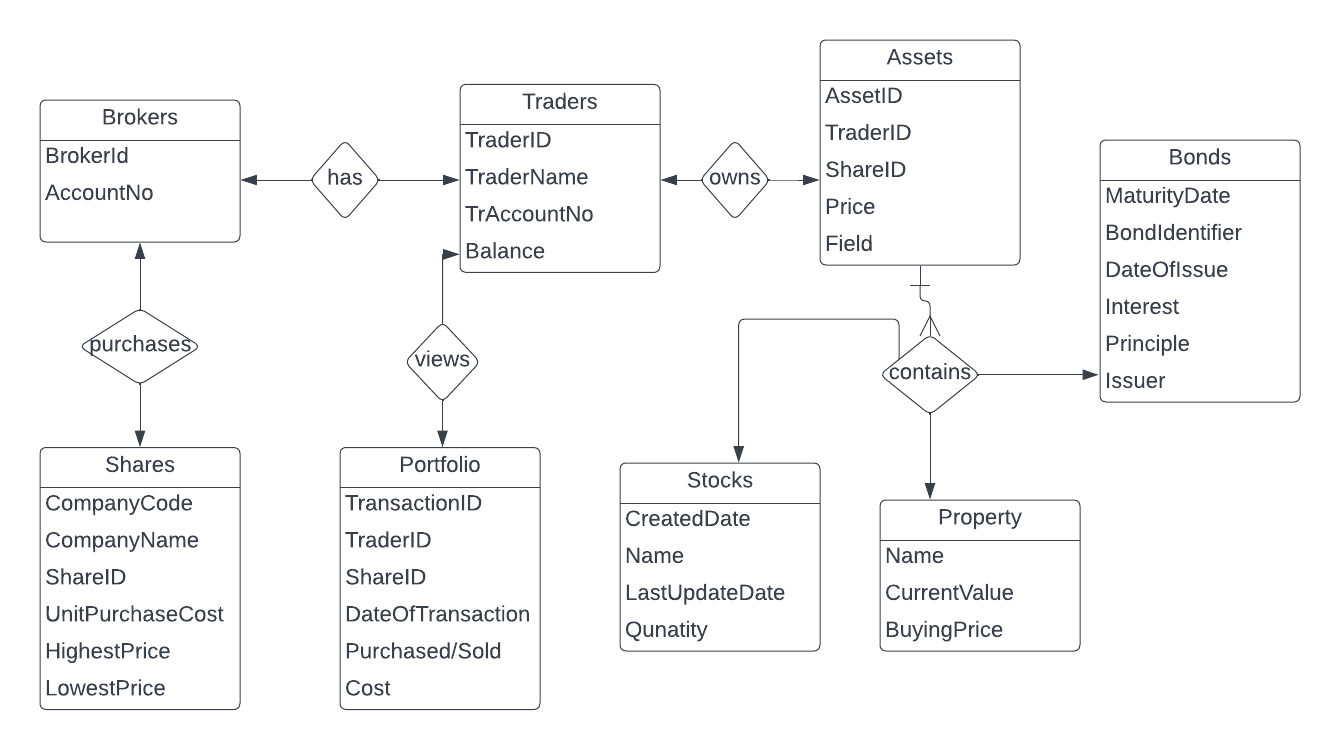 Brokers
BrokerId
AccountNo
has
Traders
TraderID
TraderName
TrAccountNo
Balance
owns
Assets
AssetID
TraderID
ShareID
Price
Field
Bonds
MaturityDate
BondIdentifier
DateOfIssue
Interest
Principle
Issuer
purchases
views
contains
Shares
CompanyCode
CompanyName
ShareID
UnitPurchaseCost
HighestPrice
LowestPrice
Portfolio
TransactionID
TraderID
ShareID
DateOfTransaction
Purchased/Sold
Cost
Stocks
CreatedDate
Name
LastUpdateDate
Qunatity
Property
Name
CurrentValue
BuyingPrice